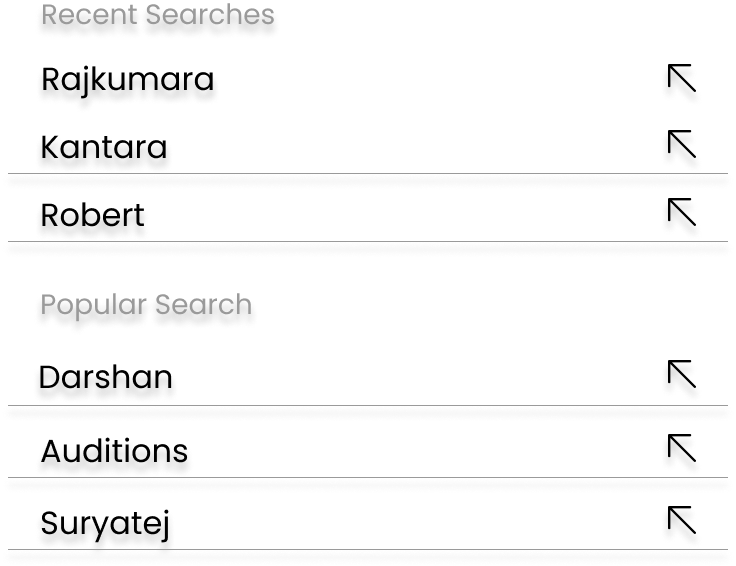 Recent Searches
Rajkumara
Kantara
Robert
Popular Search
Darshan
Auditions
Suryatej